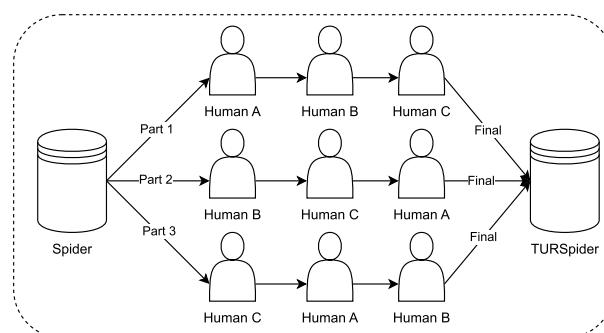 Human A
Human B
Human C
Part 1
Final
Part 2
Final
Human B
Human C
Human A
Part 3
Final
Spider
TURSpider
Human C
Human A
Human B